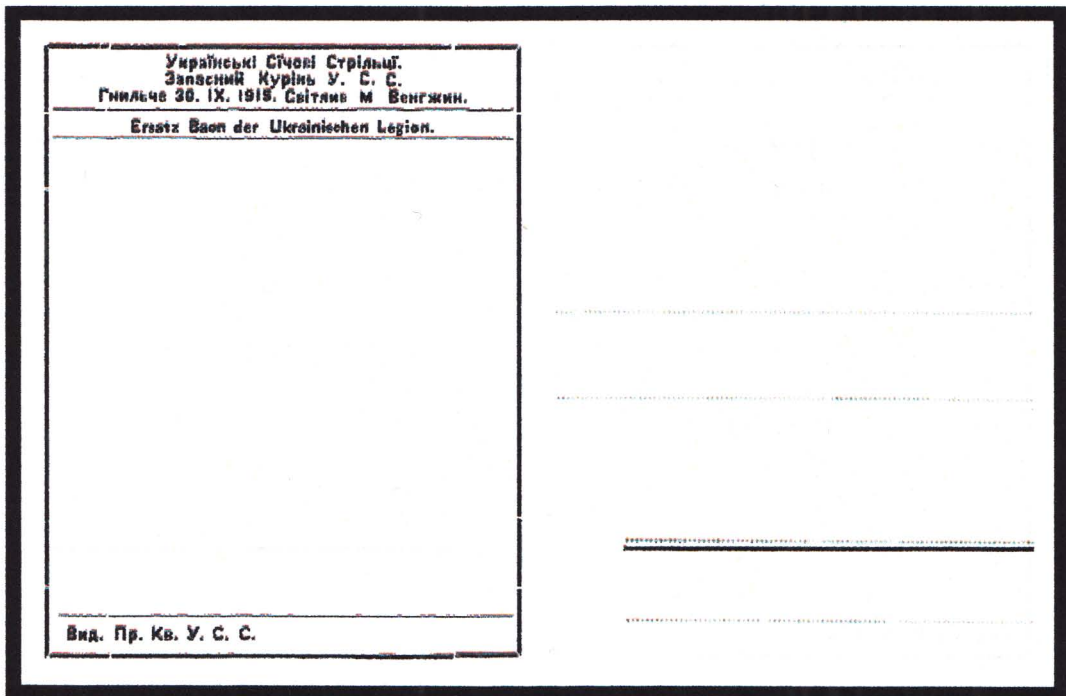 Українські Січові Стрільці.
Запасний Курінь У. С. С.
Гнильче 30. IX. 1915. Світлив М Венгжин.
Ersatz Baon der Ukrainischen Legion.
Вид. Пр. Кв. У. С. С.